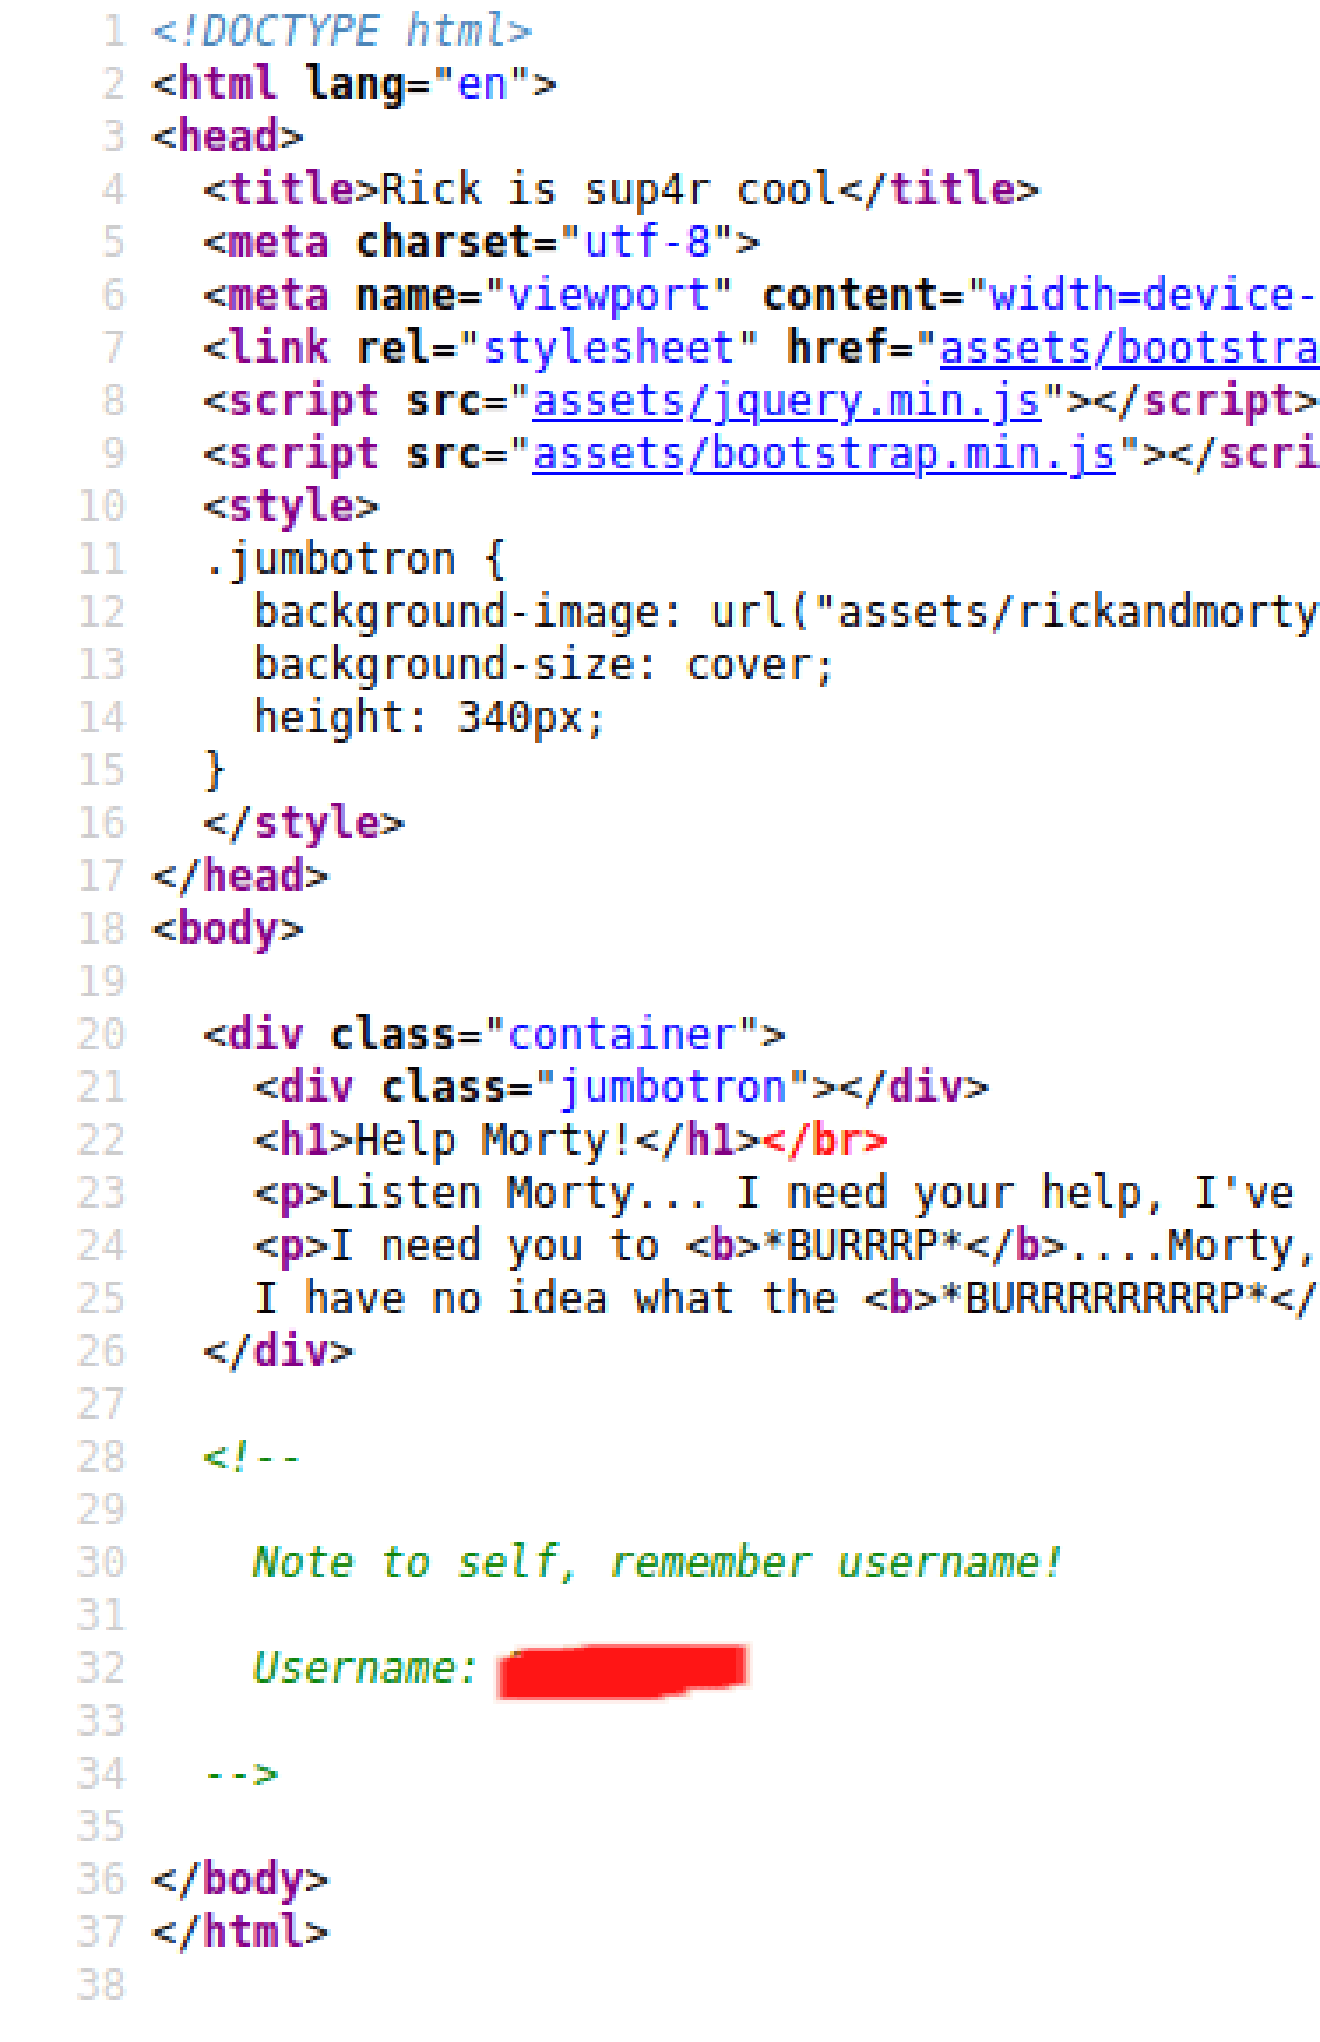 1 <!DOCTYPE html>
2 <html lang="en">
3 <head>
4 <title>Rick is sup4r cool</title>
5 <meta charset="utf-8">
6 <meta name="viewport" content="width=device-
7 <link rel="stylesheet" href="assets/bootstra
8 <script src="assets/jquery.min.js"></script>
9 <script src="assets/bootstrap.min.js"></scri
10 <style>
11 .jumbotron {
12 background-image: url("assets/rickandmorty
13 background-size: cover;
14 height: 340px;
15 }
16 </style>
17 </head>
18 <body>
19
20 <div class="container">
21 <div class="jumbotron"></div>
22 <h1>Help Morty!</h1></br>
23 <p>Listen Morty... I need your help, I've
24 <p>I need you to <b>*BURRRP*</b>....Morty,
25 I have no idea what the <b>*BURRRRRRRRP*</
26 </div>
27
28 <!--
29
30 Note to self, remember username!
31
32 Username:
33
34 -->
35
36 </body>
37 </html>
38